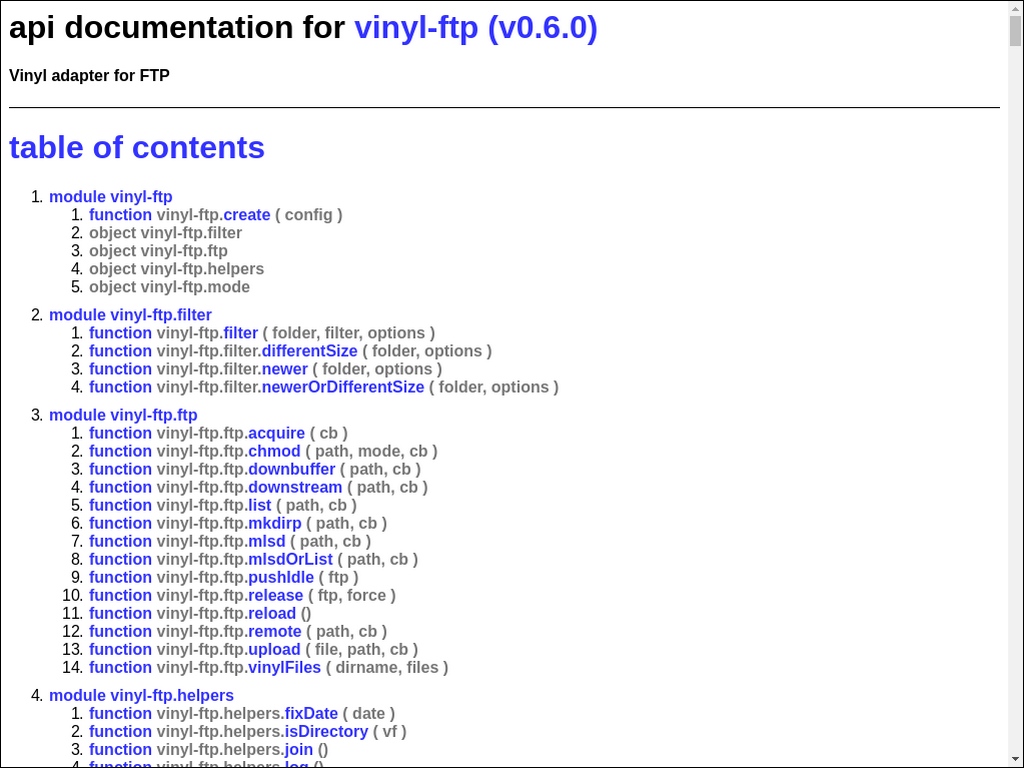 api documentation for vinyl-ftp (v0.6.0)
Vinyl adapter for FTP
table of contents
1. module vinyl-ftp
1. function vinyl-ftp.create ( config )
2. object vinyl-ftp.filter
3. object vinyl-ftp.ftp
4. object vinyl-ftp.helpers
5. object vinyl-ftp.mode
2. module vinyl-ftp.filter
1. function vinyl-ftp.filter ( folder, filter, options )
2. function vinyl-ftp.filter.differentSize ( folder, options )
3. function vinyl-ftp.filter.newer ( folder, options )
4. function vinyl-ftp.filter.newerOrDifferentSize ( folder, options )
3. module vinyl-ftp.ftp
1. function vinyl-ftp.ftp.acquire ( cb )
2. function vinyl-ftp.ftp.chmod ( path, mode, cb )
3. function vinyl-ftp.ftp.downbuffer ( path, cb )
4. function vinyl-ftp.ftp.downstream ( path, cb )
5. function vinyl-ftp.ftp.list ( path, cb )
6. function vinyl-ftp.ftp.mkdirp ( path, cb )
7. function vinyl-ftp.ftp.mlsd ( path, cb )
8. function vinyl-ftp.ftp.mlsdOrList ( path, cb )
9. function vinyl-ftp.ftp.pushIdle ( ftp )
10. function vinyl-ftp.ftp.release ( ftp, force )
11. function vinyl-ftp.ftp.reload ()
12. function vinyl-ftp.ftp.remote ( path, cb )
13. function vinyl-ftp.ftp.upload ( file, path, cb )
14. function vinyl-ftp.ftp.vinylFiles ( dirname, files )
4. module vinyl-ftp.helpers
1. function vinyl-ftp.helpers.fixDate ( date )
2. function vinyl-ftp.helpers.isDirectory ( vf )
3. function vinyl-ftp.helpers.join ()
4. function vinyl-ftp.helpers.log ()